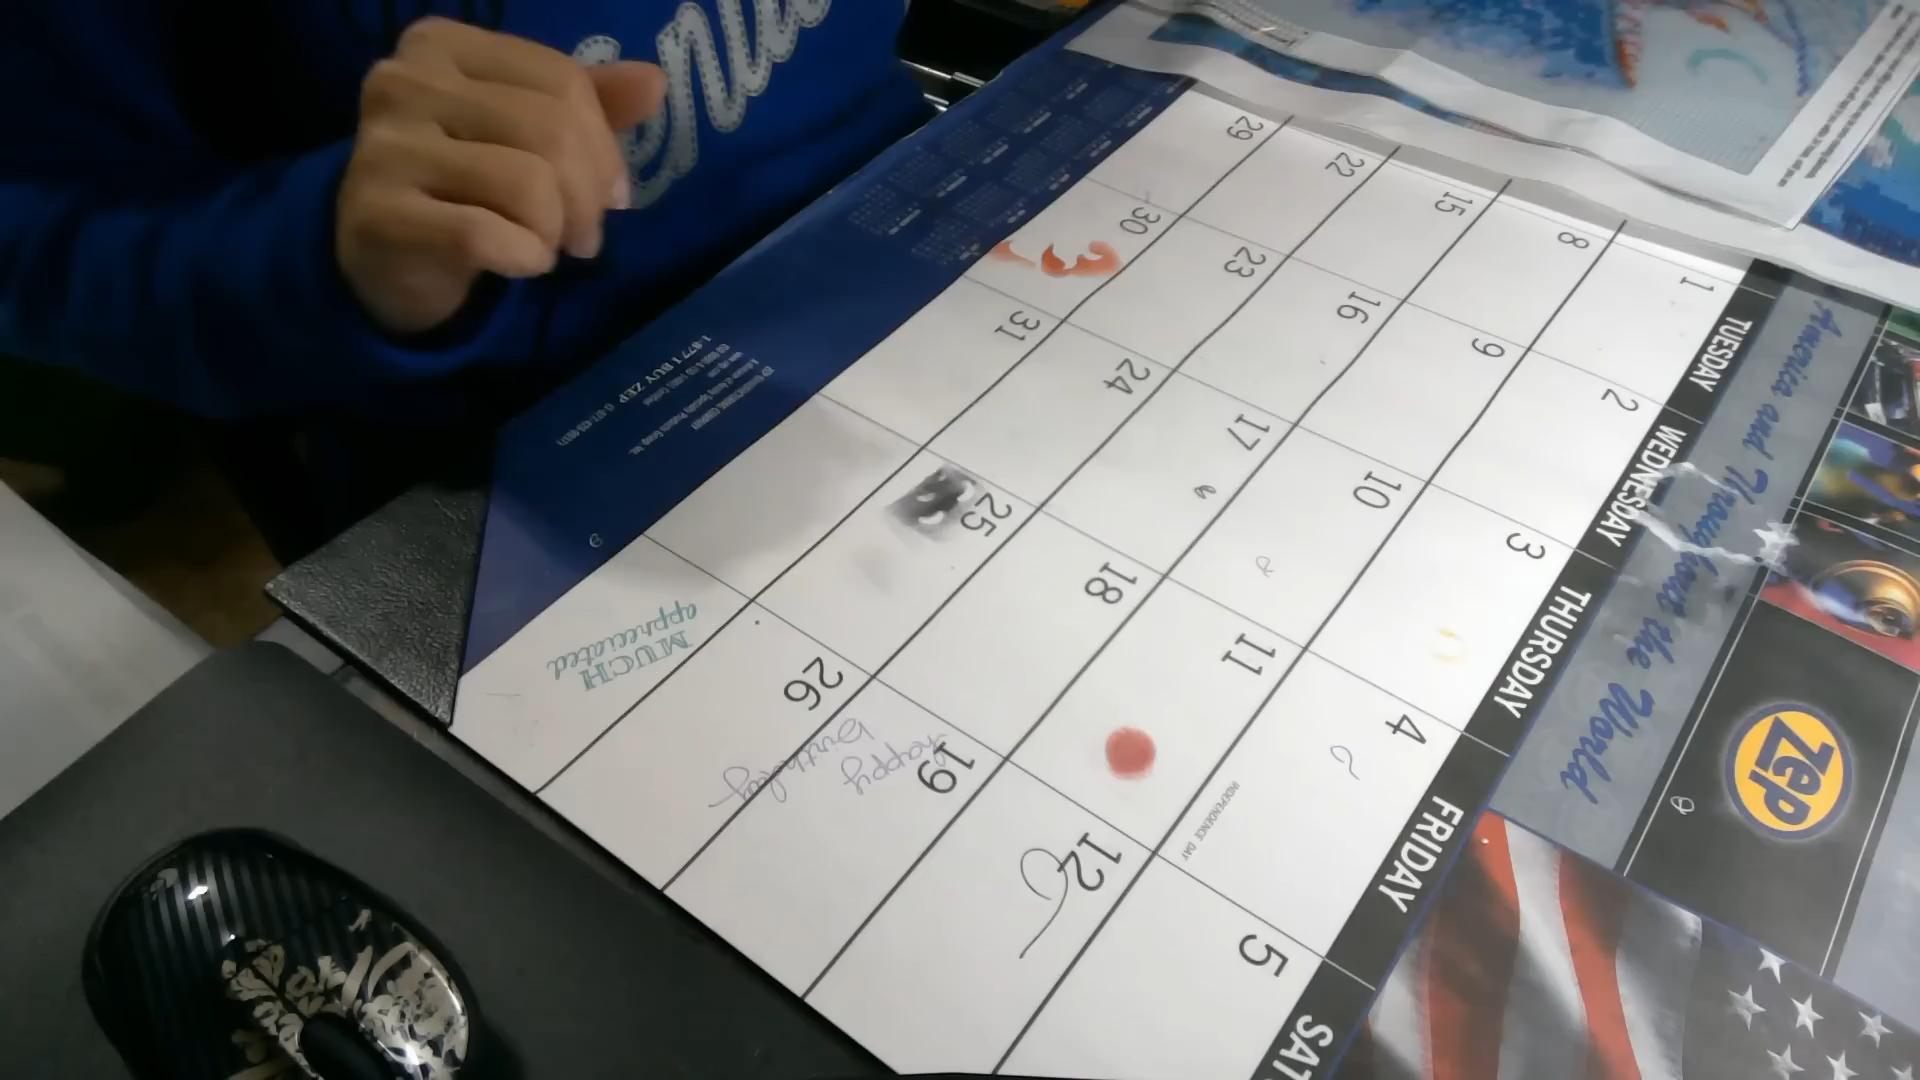 America and Throughout the World
Zep
TUESDAY
WEDNESDAY
THURSDAY
FRIDAY
SAT
1
2
3
4
5
INDEPENDENCE DAY
8
9
10
11
12
15
16
17
18
19
happy
birthday
22
23
24
25
26
29
30
31
MUCH
appreciated
1-877 I BUY ZEP
enu